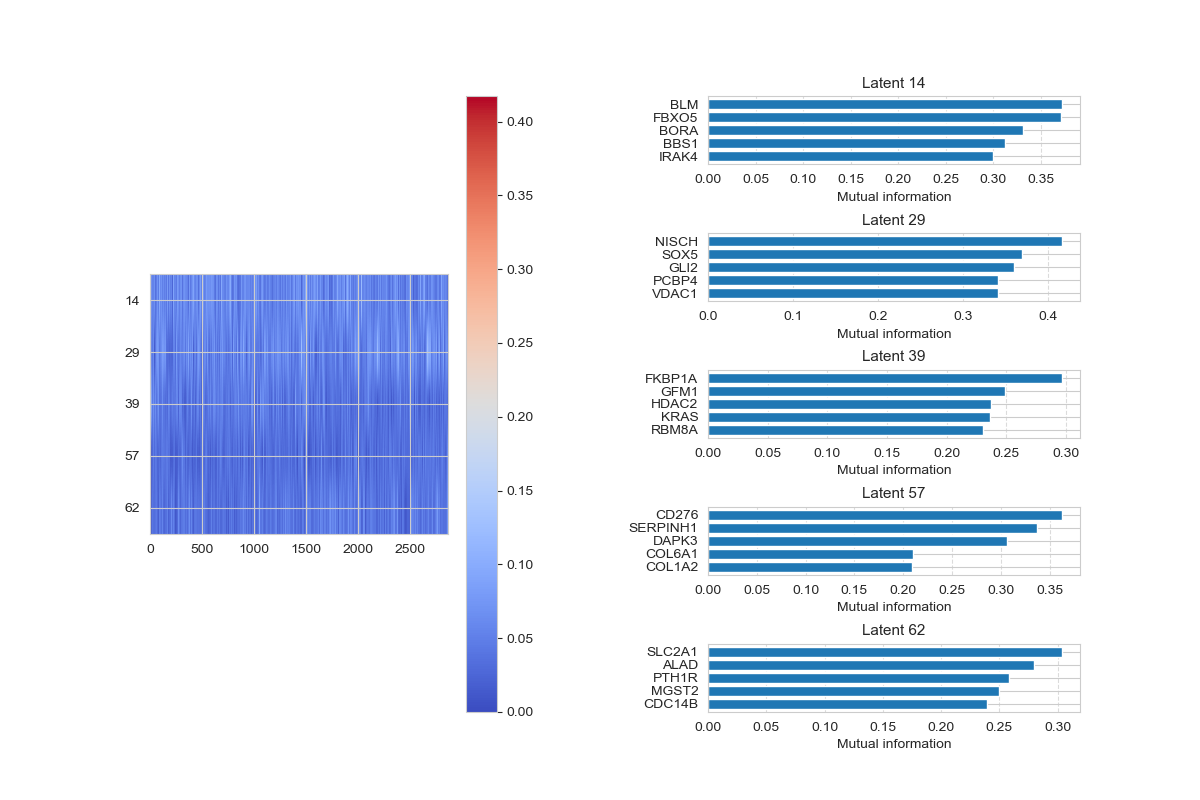 14
29
39
57
62
0 500 1000 1500 2000 2500
0.40
0.35
0.30
0.25
0.20
0.15
0.10
0.05
0.00
Latent 14
BLM
FBXO5
BORA
BBS1
IRAK4
0.00 0.05 0.10 0.15 0.20 0.25 0.30 0.35
Mutual information
Latent 29
NISCH
SOX5
GLI2
PCBP4
VDAC1
0.0 0.1 0.2 0.3 0.4
Mutual information
Latent 39
FKBP1A
GFM1
HDAC2
KRAS
RBM8A
0.00 0.05 0.10 0.15 0.20 0.25 0.30
Mutual information
Latent 57
CD276
SERPINH1
DAPK3
COL6A1
COL1A2
0.00 0.05 0.10 0.15 0.20 0.25 0.30 0.35
Mutual information
Latent 62
SLC2A1
ALAD
PTH1R
MGST2
CDC14B
0.00 0.05 0.10 0.15 0.20 0.25 0.30
Mutual information